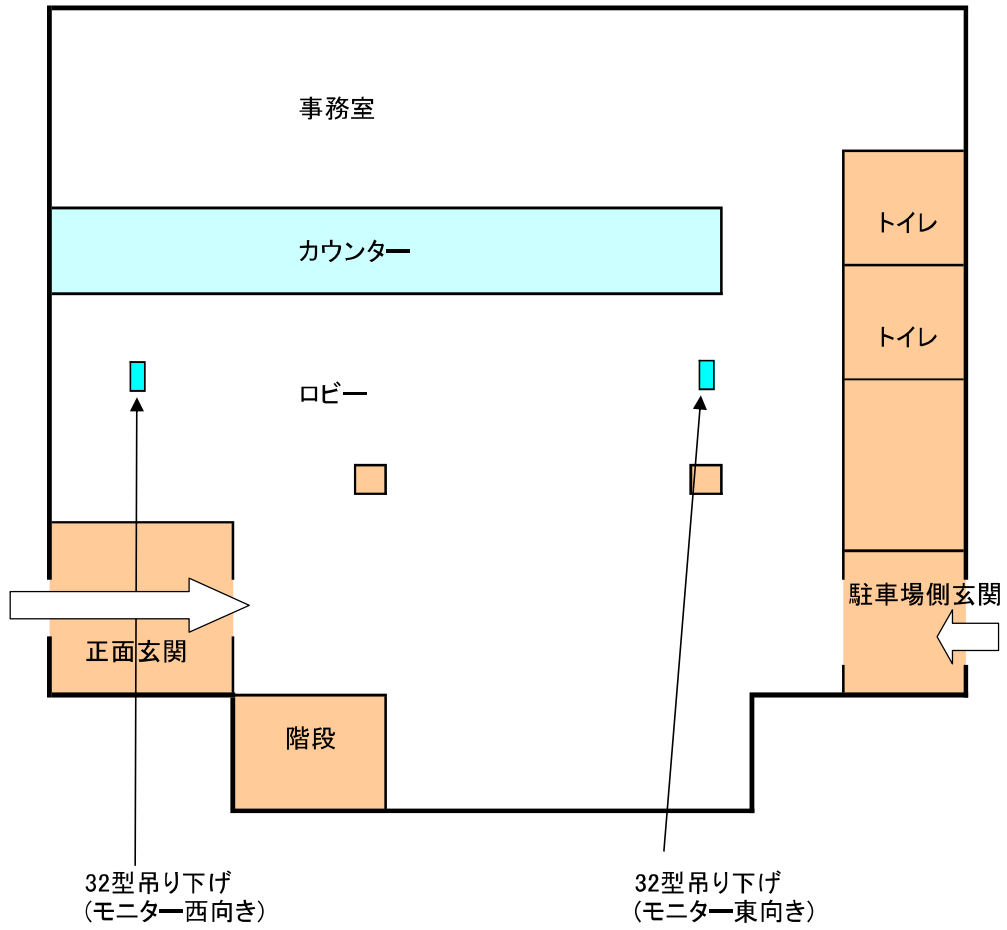 事務室
カウンター
トイレ
トイレ
ロビー
駐車場側玄関
正面玄関
階段
32型吊り下げ
(モニター西向き)
32型吊り下げ
(モニター東向き)